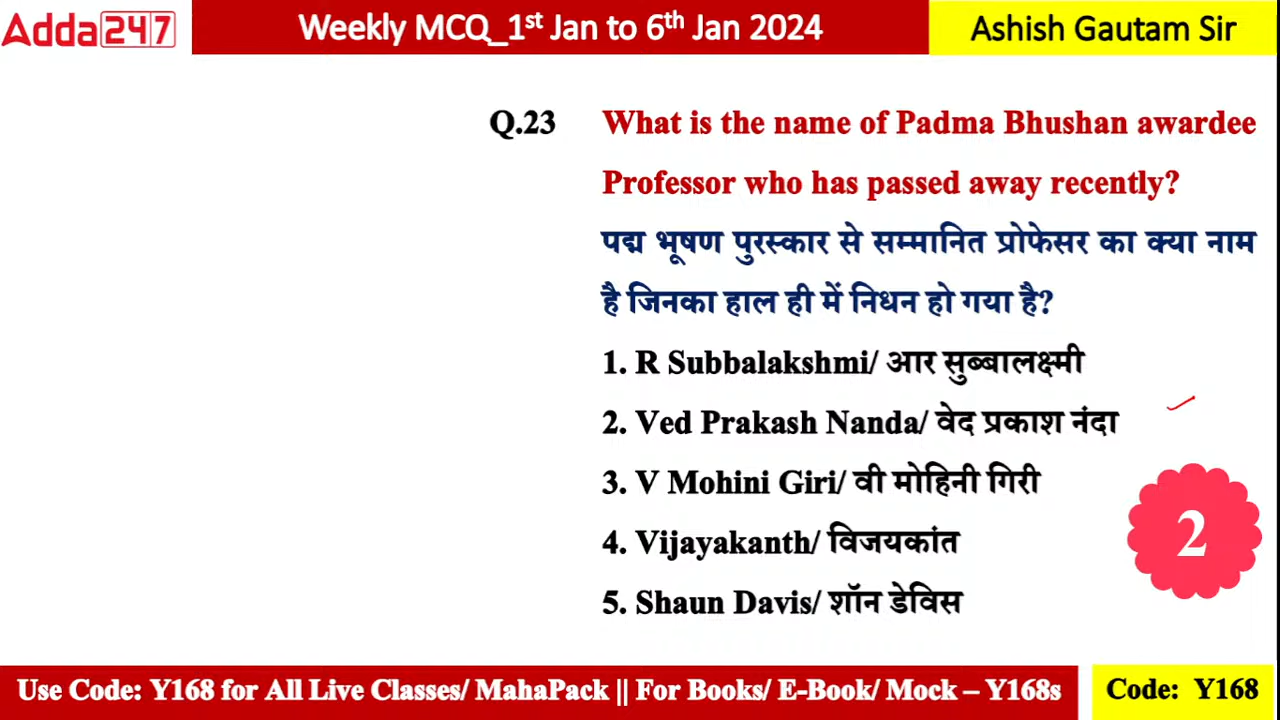 Adda247
Weekly MCQ_1st Jan to 6th Jan 2024
Ashish Gautam Sir
Q.23 What is the name of Padma Bhushan awardee
Professor who has passed away recently?
पद्म भूषण पुरस्कार से सम्मानित प्रोफेसर का क्या नाम
है जिनका हाल ही में निधन हो गया है?
1. R Subbalakshmi/ आर सुब्बालक्ष्मी
2. Ved Prakash Nanda/ वेद प्रकाश नंदा
3. V Mohini Giri/ वी मोहिनी गिरी
4. Vijayakanth/ विजयकांत
5. Shaun Davis/ शॉन डेविस
2
Use Code: Y168 for All Live Classes/ MahaPack || For Books/ E-Book/ Mock – Y168s
Code: Y168